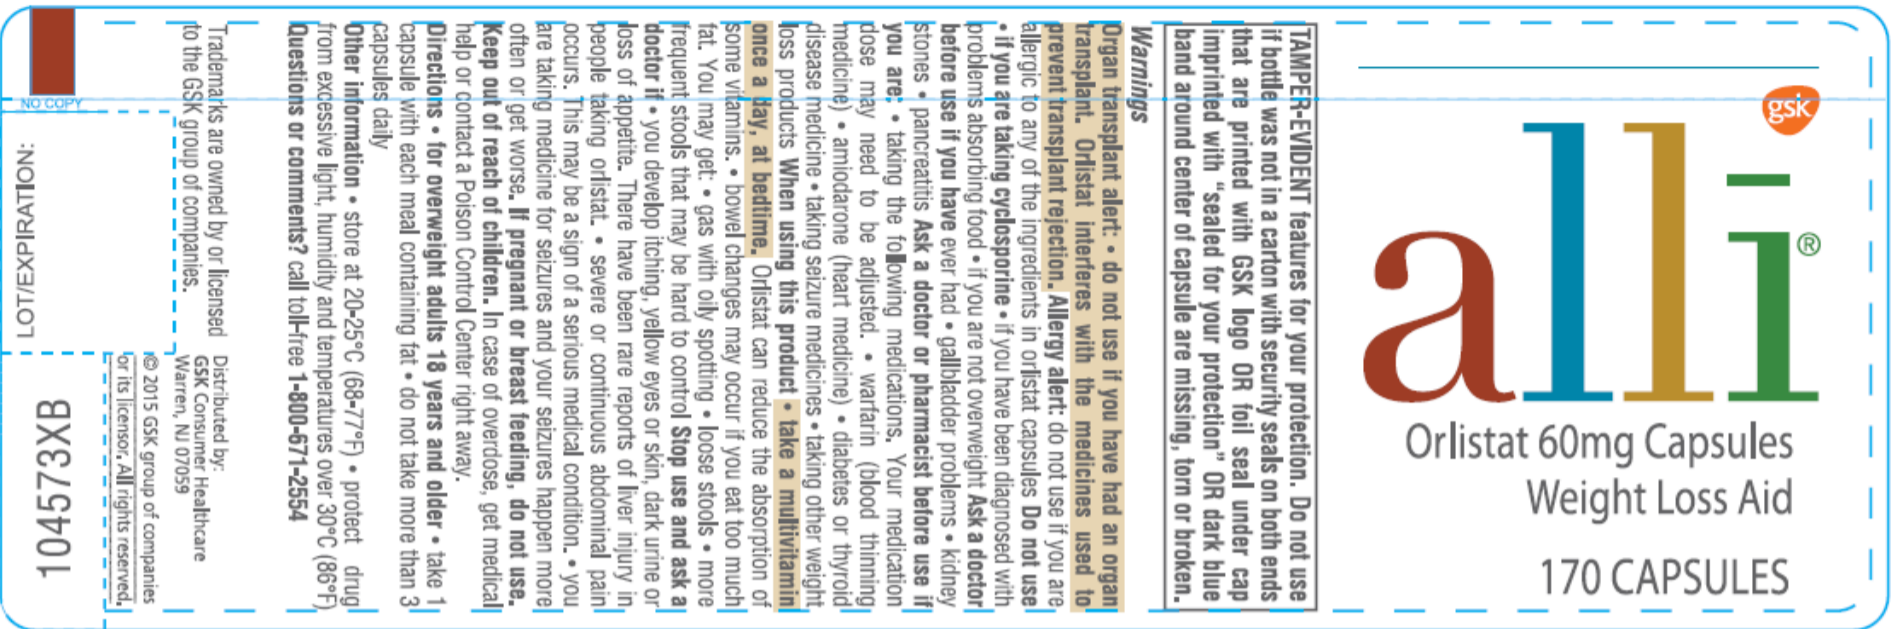 gsk
alli®
Orlistat 60mg Capsules
Weight Loss Aid
170 CAPSULES
TAMPER-EVIDENT features for your protection. Do not use
if bottle was not in a carton with security seals on both ends
that are printed with GSK logo OR foil seal under cap
imprinted with “sealed for your protection” OR dark blue
band around center of capsule are missing, torn or broken.
Warnings
Organ transplant alert: • do not use if you have had an organ
transplant. Orlistat interferes with the medicines used to
prevent transplant rejection. Allergy alert: do not use if you are
allergic to any of the ingredients in orlistat capsules Do not use
• if you are taking cyclosporine • if you have been diagnosed with
problems absorbing food • if you are not overweight Ask a doctor
before use if you have ever had • gallbladder problems • kidney
stones • pancreatitis Ask a doctor or pharmacist before use if
you are: • taking the following medications. Your medication
dose may need to be adjusted. • warfarin (blood thinning
medicine) • amiodarone (heart medicine) • diabetes or thyroid
disease medicine • taking seizure medicines • taking other weight
loss products When using this product • take a multivitamin
once a day, at bedtime. Orlistat can reduce the absorption of
some vitamins. • bowel changes may occur if you eat too much
fat. You may get: • gas with oily spotting • loose stools • more
frequent stools that may be hard to control Stop use and ask a
doctor if • you develop itching, yellow eyes or skin, dark urine or
loss of appetite. There have been rare reports of liver injury in
people taking orlistat. • severe or continuous abdominal pain
occurs. This may be a sign of a serious medical condition. • you
are taking medicine for seizures and your seizures happen more
often or get worse. If pregnant or breast feeding, do not use.
Keep out of reach of children. In case of overdose, get medical
help or contact a Poison Control Center right away.
Directions • for overweight adults 18 years and older • take 1
capsule with each meal containing fat • do not take more than 3
capsules daily
Other information • store at 20-25°C (68-77°F) • protect drug
from excessive light, humidity and temperatures over 30°C (86°F)
Questions or comments? call toll-free 1-800-671-2554
Trademarks are owned by or licensed
to the GSK group of companies.
Distributed by:
GSK Consumer Healthcare
Warren, NJ 07059
© 2015 GSK group of companies
or its licensor. All rights reserved.
NO COPY
LOT/EXPIRATION:
104573XB